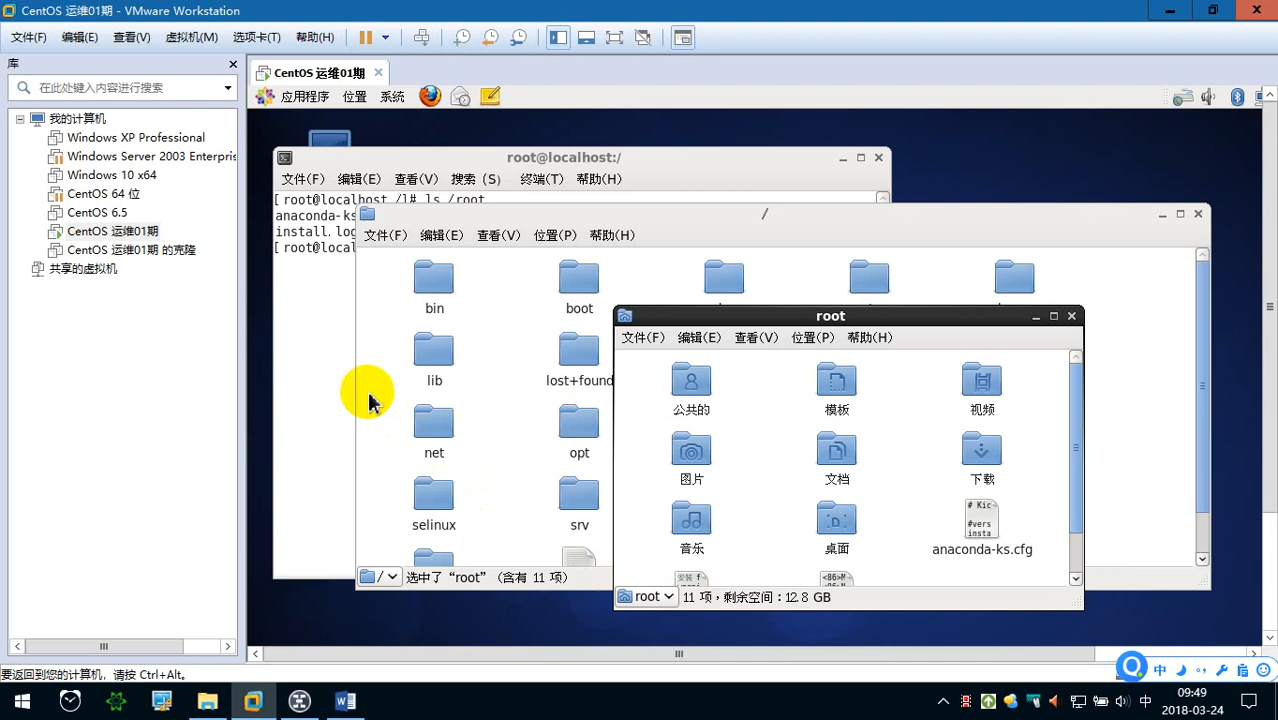 CentOS 运维01期 - VMware Workstation
文件(F) 编辑(E) 查看(V) 虚拟机(M) 选项卡(T) 帮助(H)
库
在此处键入内容进行搜索
我的计算机
Windows XP Professional
Windows Server 2003 Enterpris
Windows 10 x64
CentOS 64 位
CentOS 6.5
CentOS 运维01期
CentOS 运维01期 的克隆
共享的虚拟机
CentOS 运维01期
应用程序 位置 系统
root@localhost:/
文件(F) 编辑(E) 查看(V) 搜索 (S) 终端(T) 帮助(H)
[root@localhost /]# ls /root
anaconda-ks
install.log
[root@local
/
文件(F) 编辑(E) 查看(V) 位置(P) 帮助(H)
bin boot
lib lost+found
net opt
selinux srv
/ 选中了 “root” (含有 11 项)
root
文件(F) 编辑(E) 查看(V) 位置(P) 帮助(H)
公共的 模板 视频
图片 文档 下载
# Kic
#vers
insta
音乐 桌面 anaconda-ks.cfg
root 11 项, 剩余空间:12.8 GB
要返回到您的计算机，请按 Ctrl+Alt。
中
中 09:49
2018-03-24